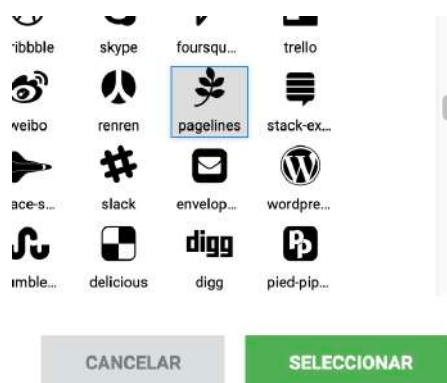 ribbble skype foursqu... trello
weibo renren pagelines stack-ex...
ace-s... slack envelop... wordpre...
digg
umble... delicious digg pied-pip...
CANCELAR SELECCIONAR